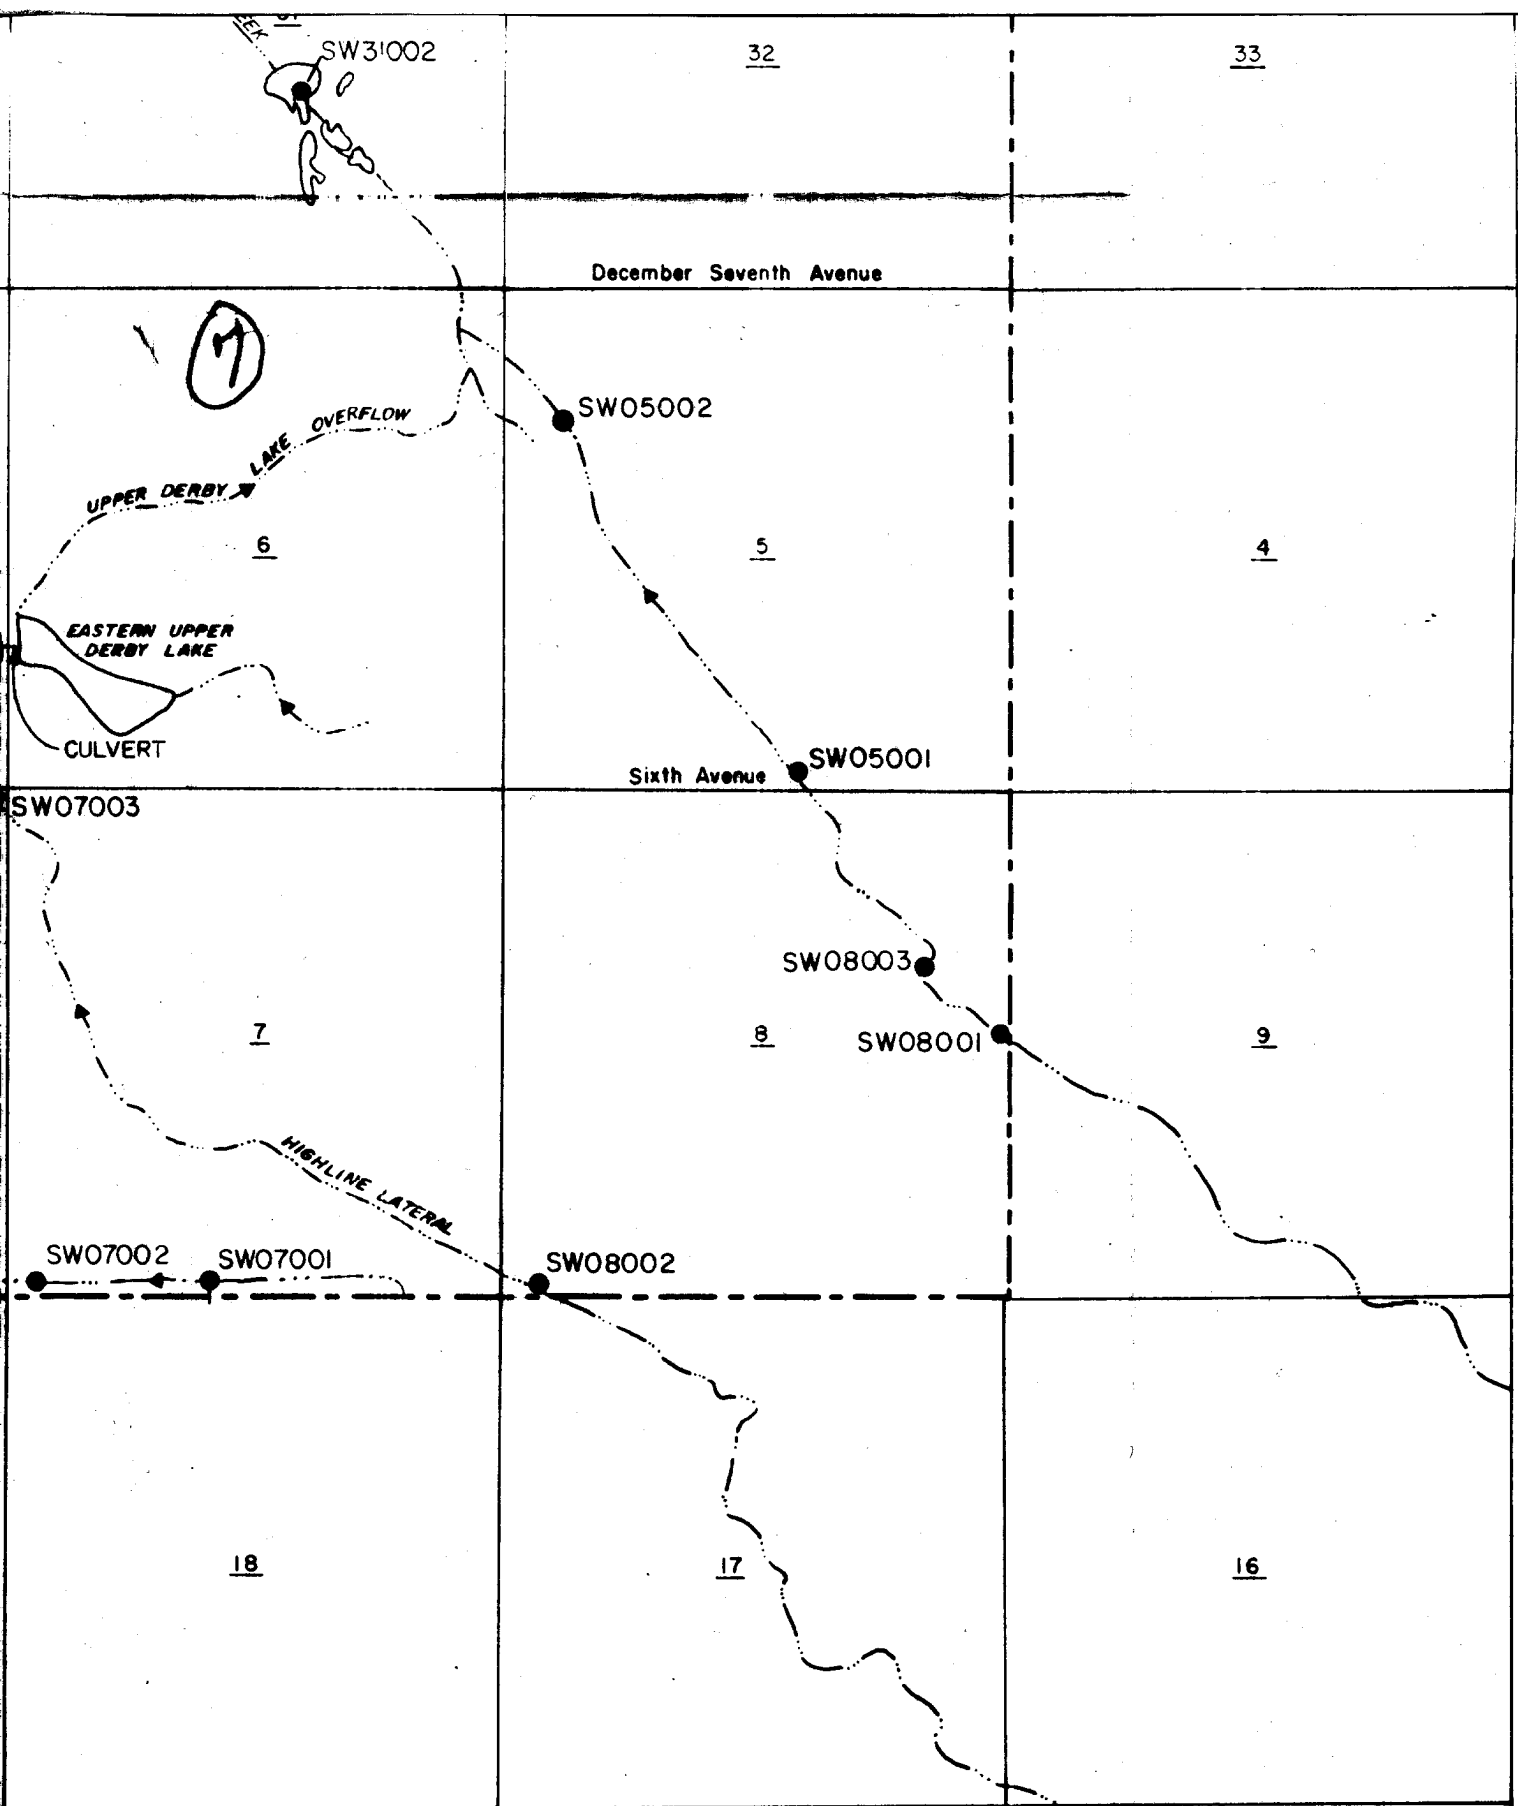 EEK
SW31002
32
33
December Seventh Avenue
7
SW05002
UPPER DERBY LAKE OVERFLOW
6
5
4
EASTERN UPPER
DERBY LAKE
CULVERT
SW05001
Sixth Avenue
SW07003
SW08003
SW08001
7
8
9
HIGHLINE LATERAL
SW07002
SW07001
SW08002
18
17
16